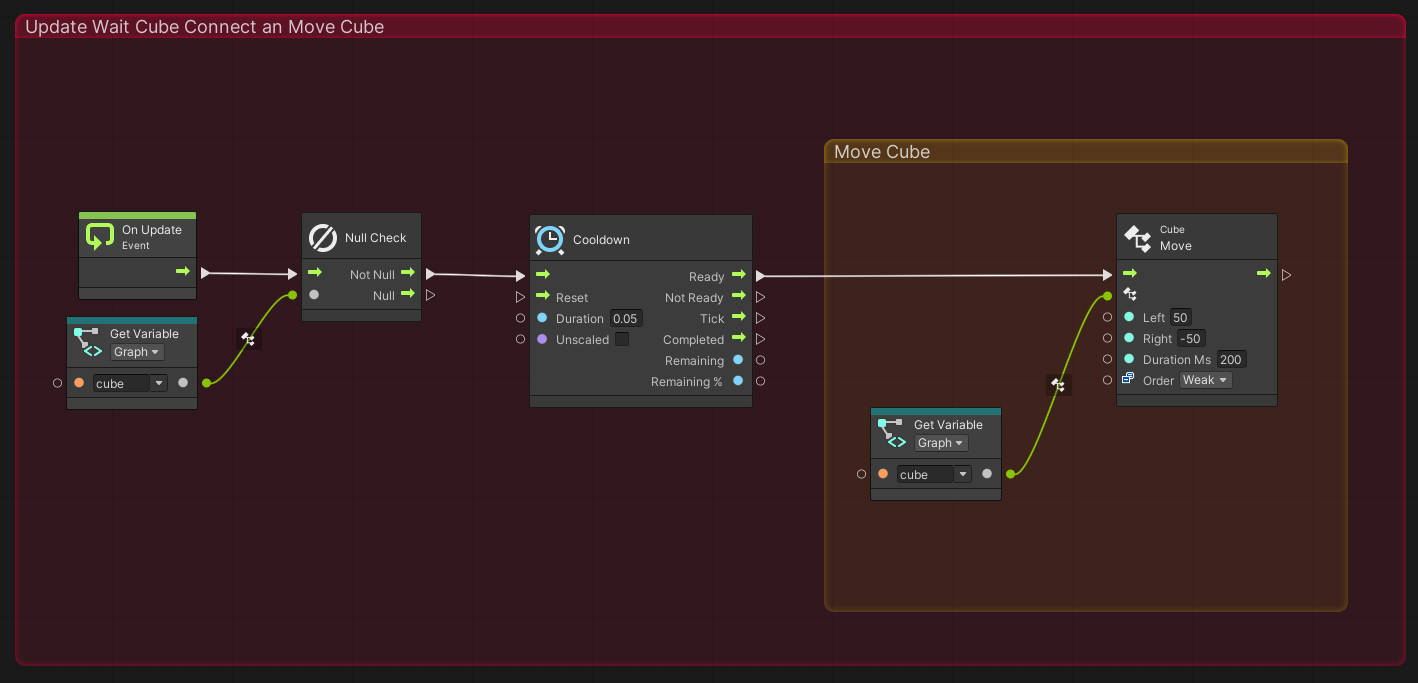 Update Wait Cube Connect an Move Cube
Move Cube
On Update
Event
Null Check
Not Null
Null
Get Variable
Graph
cube
Cooldown
Ready
Reset
Not Ready
Duration 0.05
Tick
Unscaled
Completed
Remaining
Remaining %
Cube
Move
Left 50
Right -50
Duration Ms 200
Order Weak
Get Variable
Graph
cube